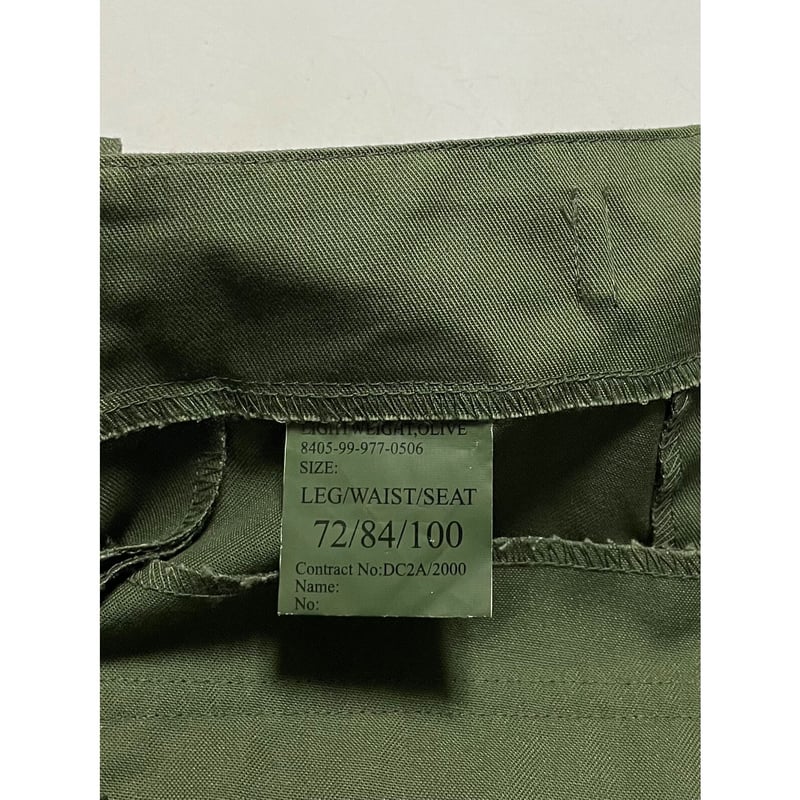 LIGHTWEIGHT,OLIVE
8405-99-977-0506
SIZE:
LEG/WAIST/SEAT
72/84/100
Contract No:DC2A/2000
Name:
No: